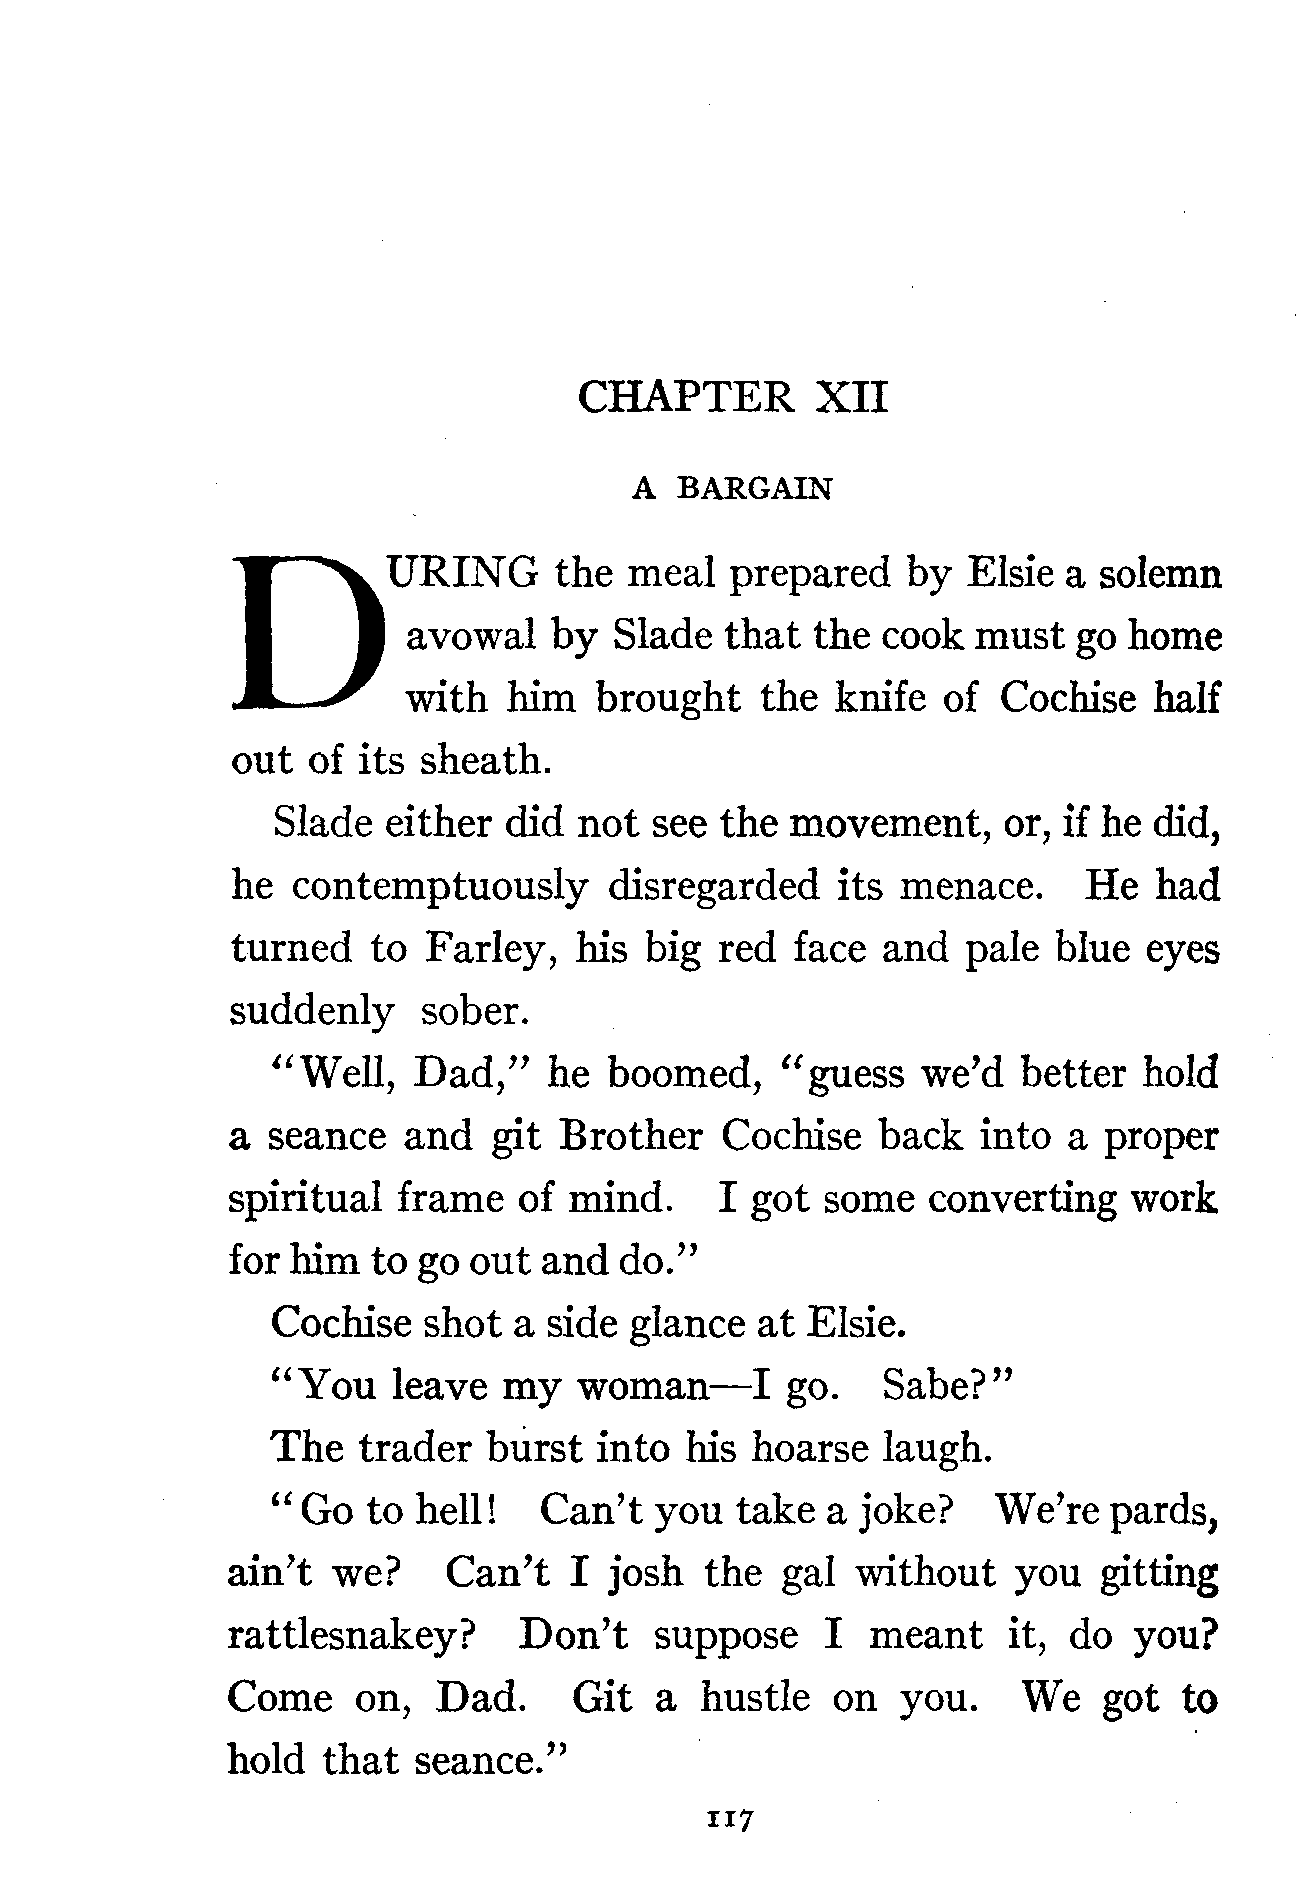 CHAPTER XII
A BARGAIN
DURING the meal prepared by Elsie a solemn
avowal by Slade that the cook must go home
with him brought the knife of Cochise half
out of its sheath.
Slade either did not see the movement, or, if he did,
he contemptuously disregarded its menace. He had
turned to Farley, his big red face and pale blue eyes
suddenly sober.
“Well, Dad,” he boomed, “guess we’d better hold
a seance and git Brother Cochise back into a proper
spiritual frame of mind. I got some converting work
for him to go out and do.”
Cochise shot a side glance at Elsie.
“You leave my woman—I go. Sabe?”
The trader burst into his hoarse laugh.
“Go to hell! Can’t you take a joke? We’re pards,
ain’t we? Can’t I josh the gal without you gitting
rattlesnakey? Don’t suppose I meant it, do you?
Come on, Dad. Git a hustle on you. We got to
hold that seance.”
117